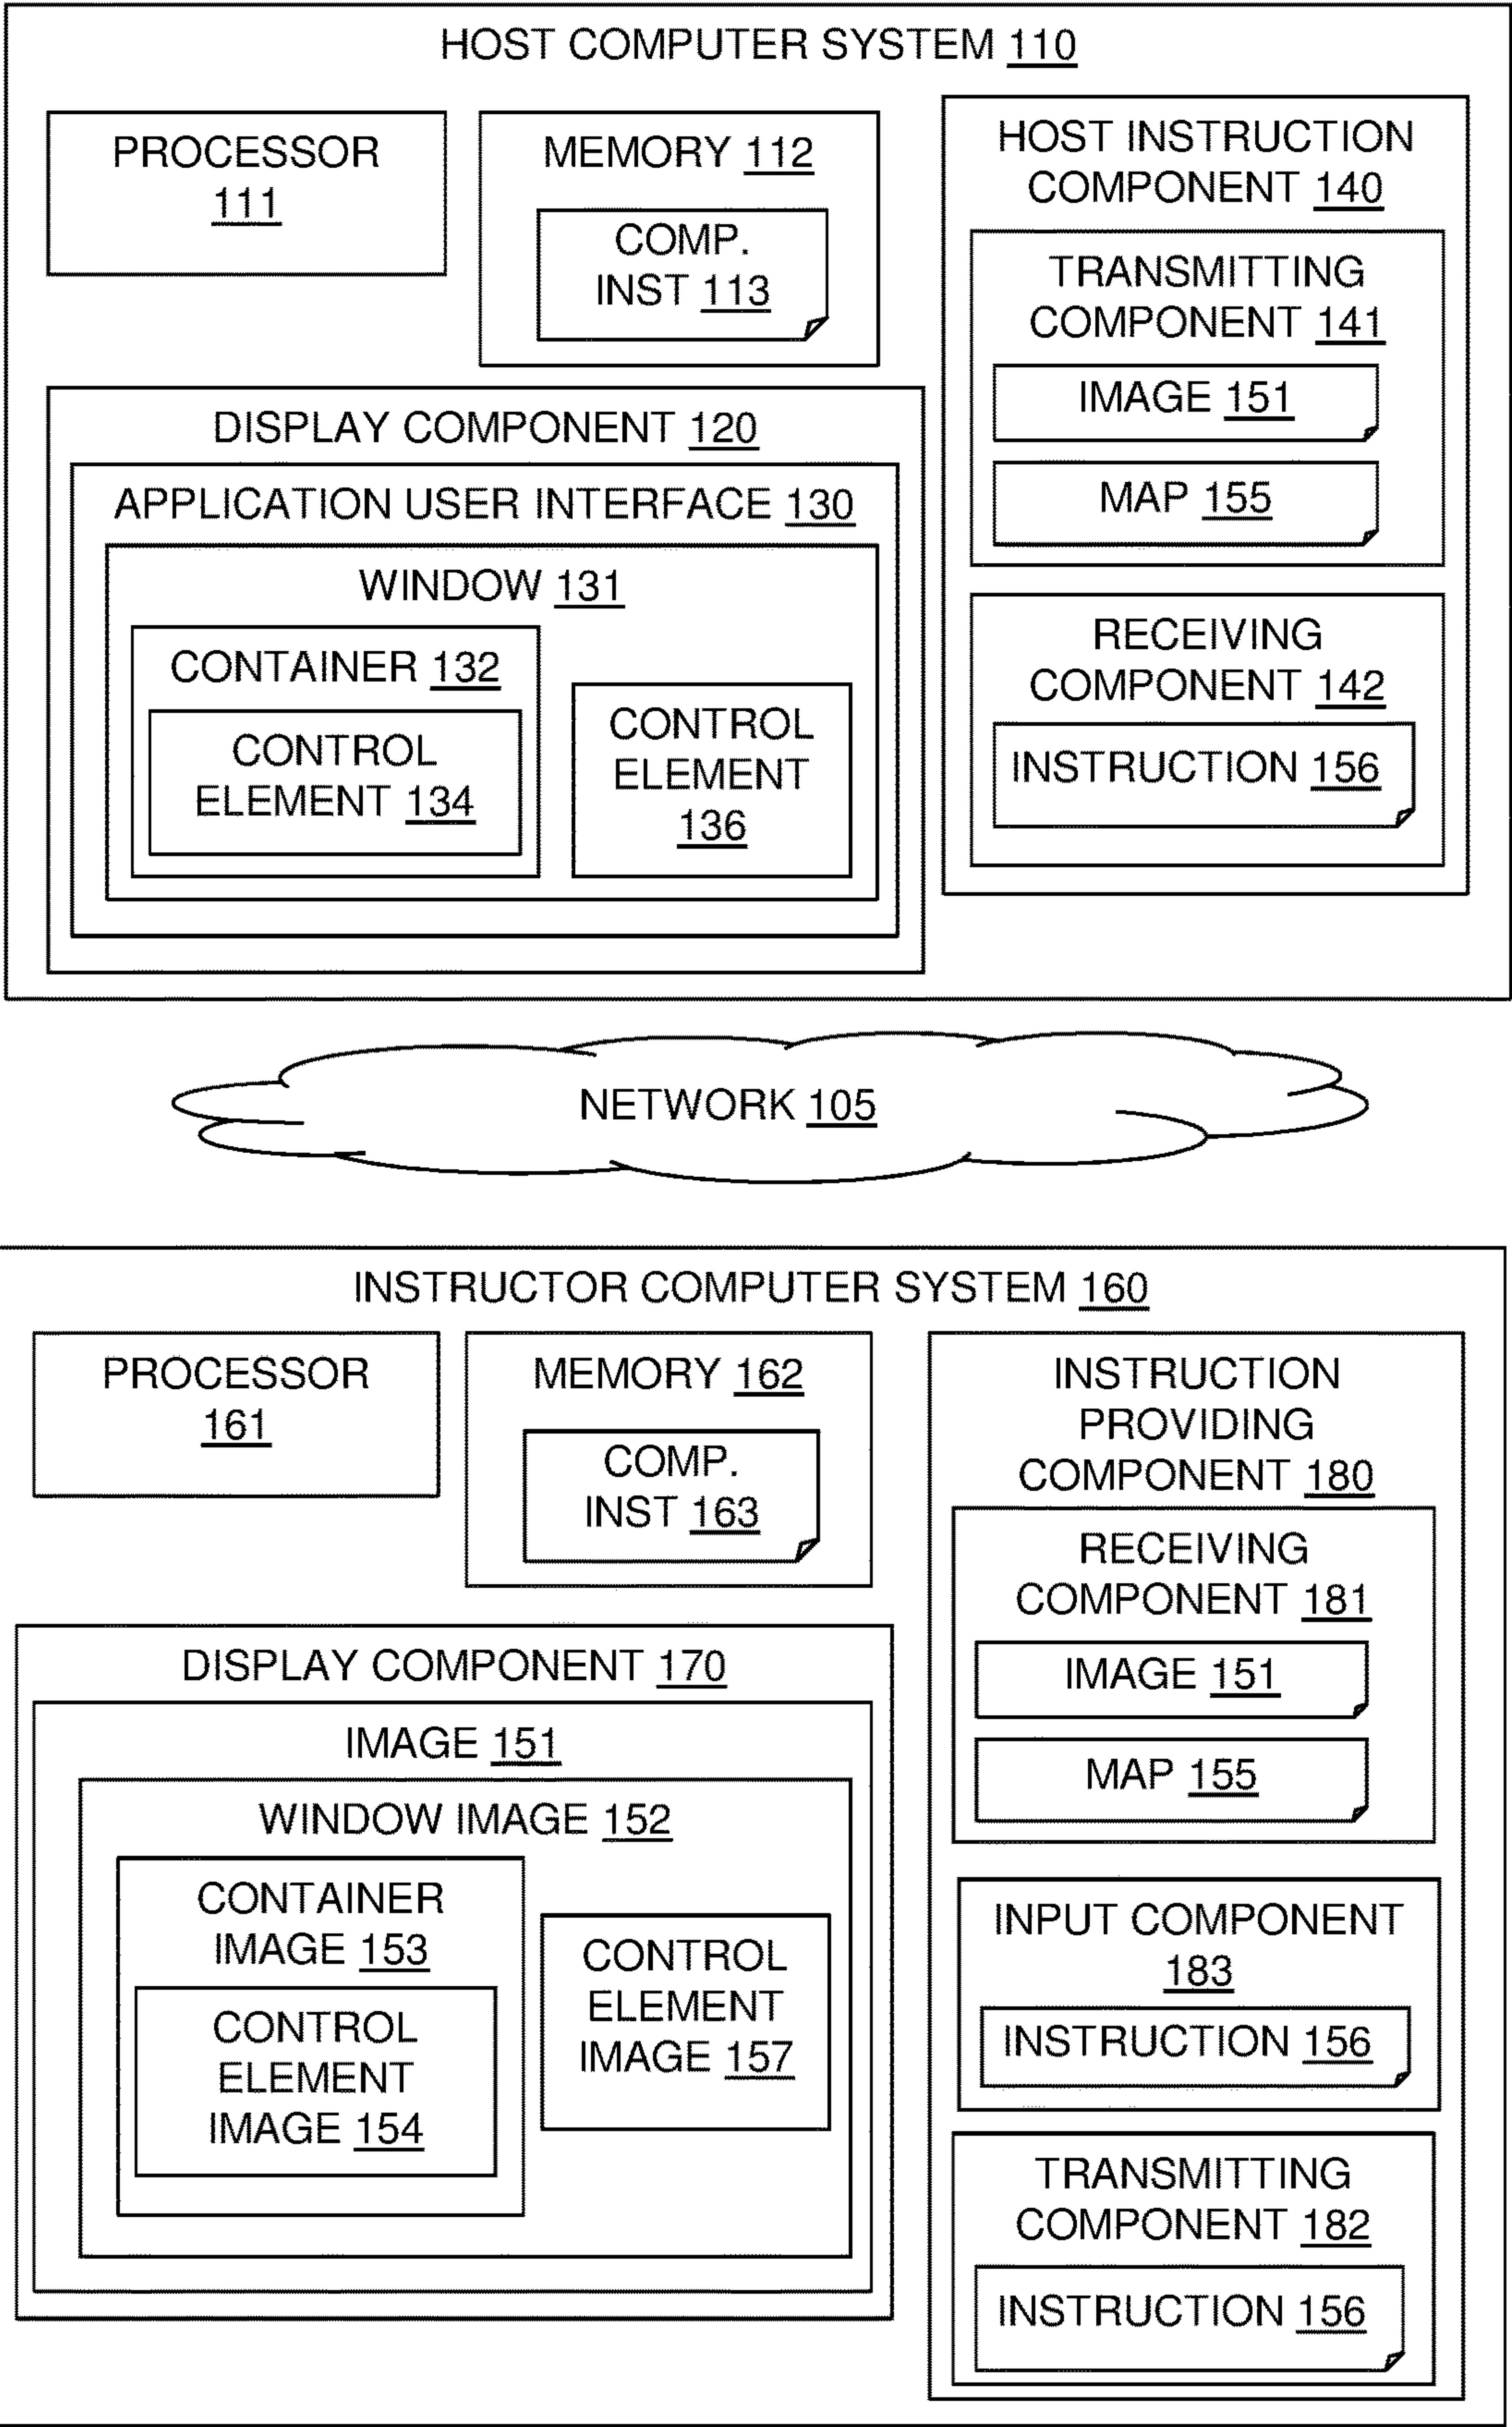 HOST COMPUTER SYSTEM 110
PROCESSOR
111
MEMORY 112
COMP.
INST 113
DISPLAY COMPONENT 120
APPLICATION USER INTERFACE 130
WINDOW 131
CONTAINER 132
CONTROL
ELEMENT 134
CONTROL
ELEMENT
136
HOST INSTRUCTION
COMPONENT 140
TRANSMITTING
COMPONENT 141
IMAGE 151
MAP 155
RECEIVING
COMPONENT 142
INSTRUCTION 156
NETWORK 105
INSTRUCTOR COMPUTER SYSTEM 160
PROCESSOR
161
MEMORY 162
COMP.
INST 163
DISPLAY COMPONENT 170
IMAGE 151
WINDOW IMAGE 152
CONTAINER
IMAGE 153
CONTROL
ELEMENT
IMAGE 154
CONTROL
ELEMENT
IMAGE 157
INSTRUCTION
PROVIDING
COMPONENT 180
RECEIVING
COMPONENT 181
IMAGE 151
MAP 155
INPUT COMPONENT
183
INSTRUCTION 156
TRANSMITTING
COMPONENT 182
INSTRUCTION 156